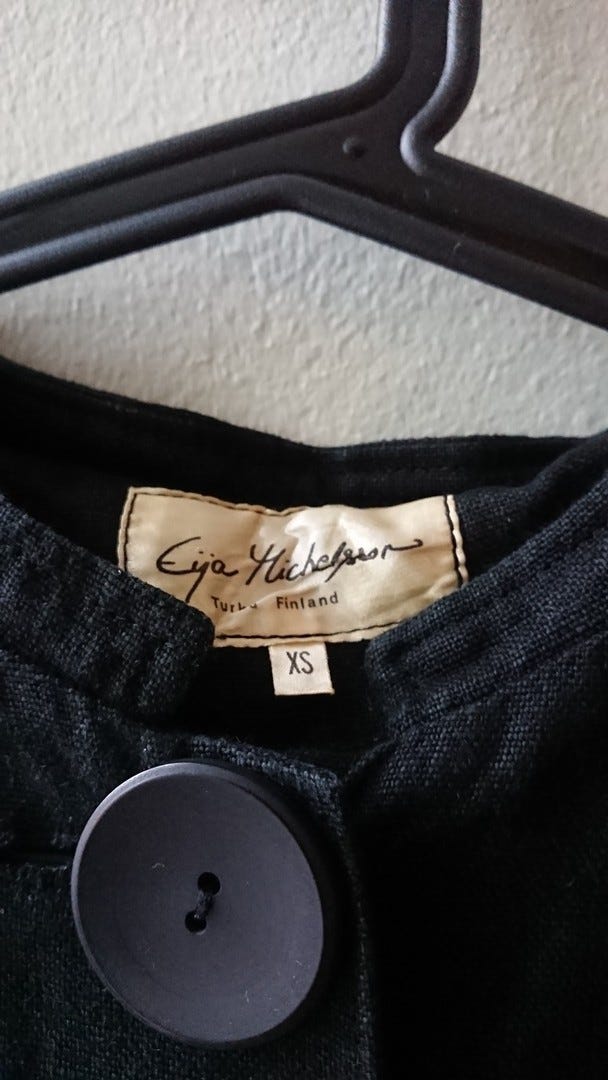 Eija Michelsson
Turku Finland
XS